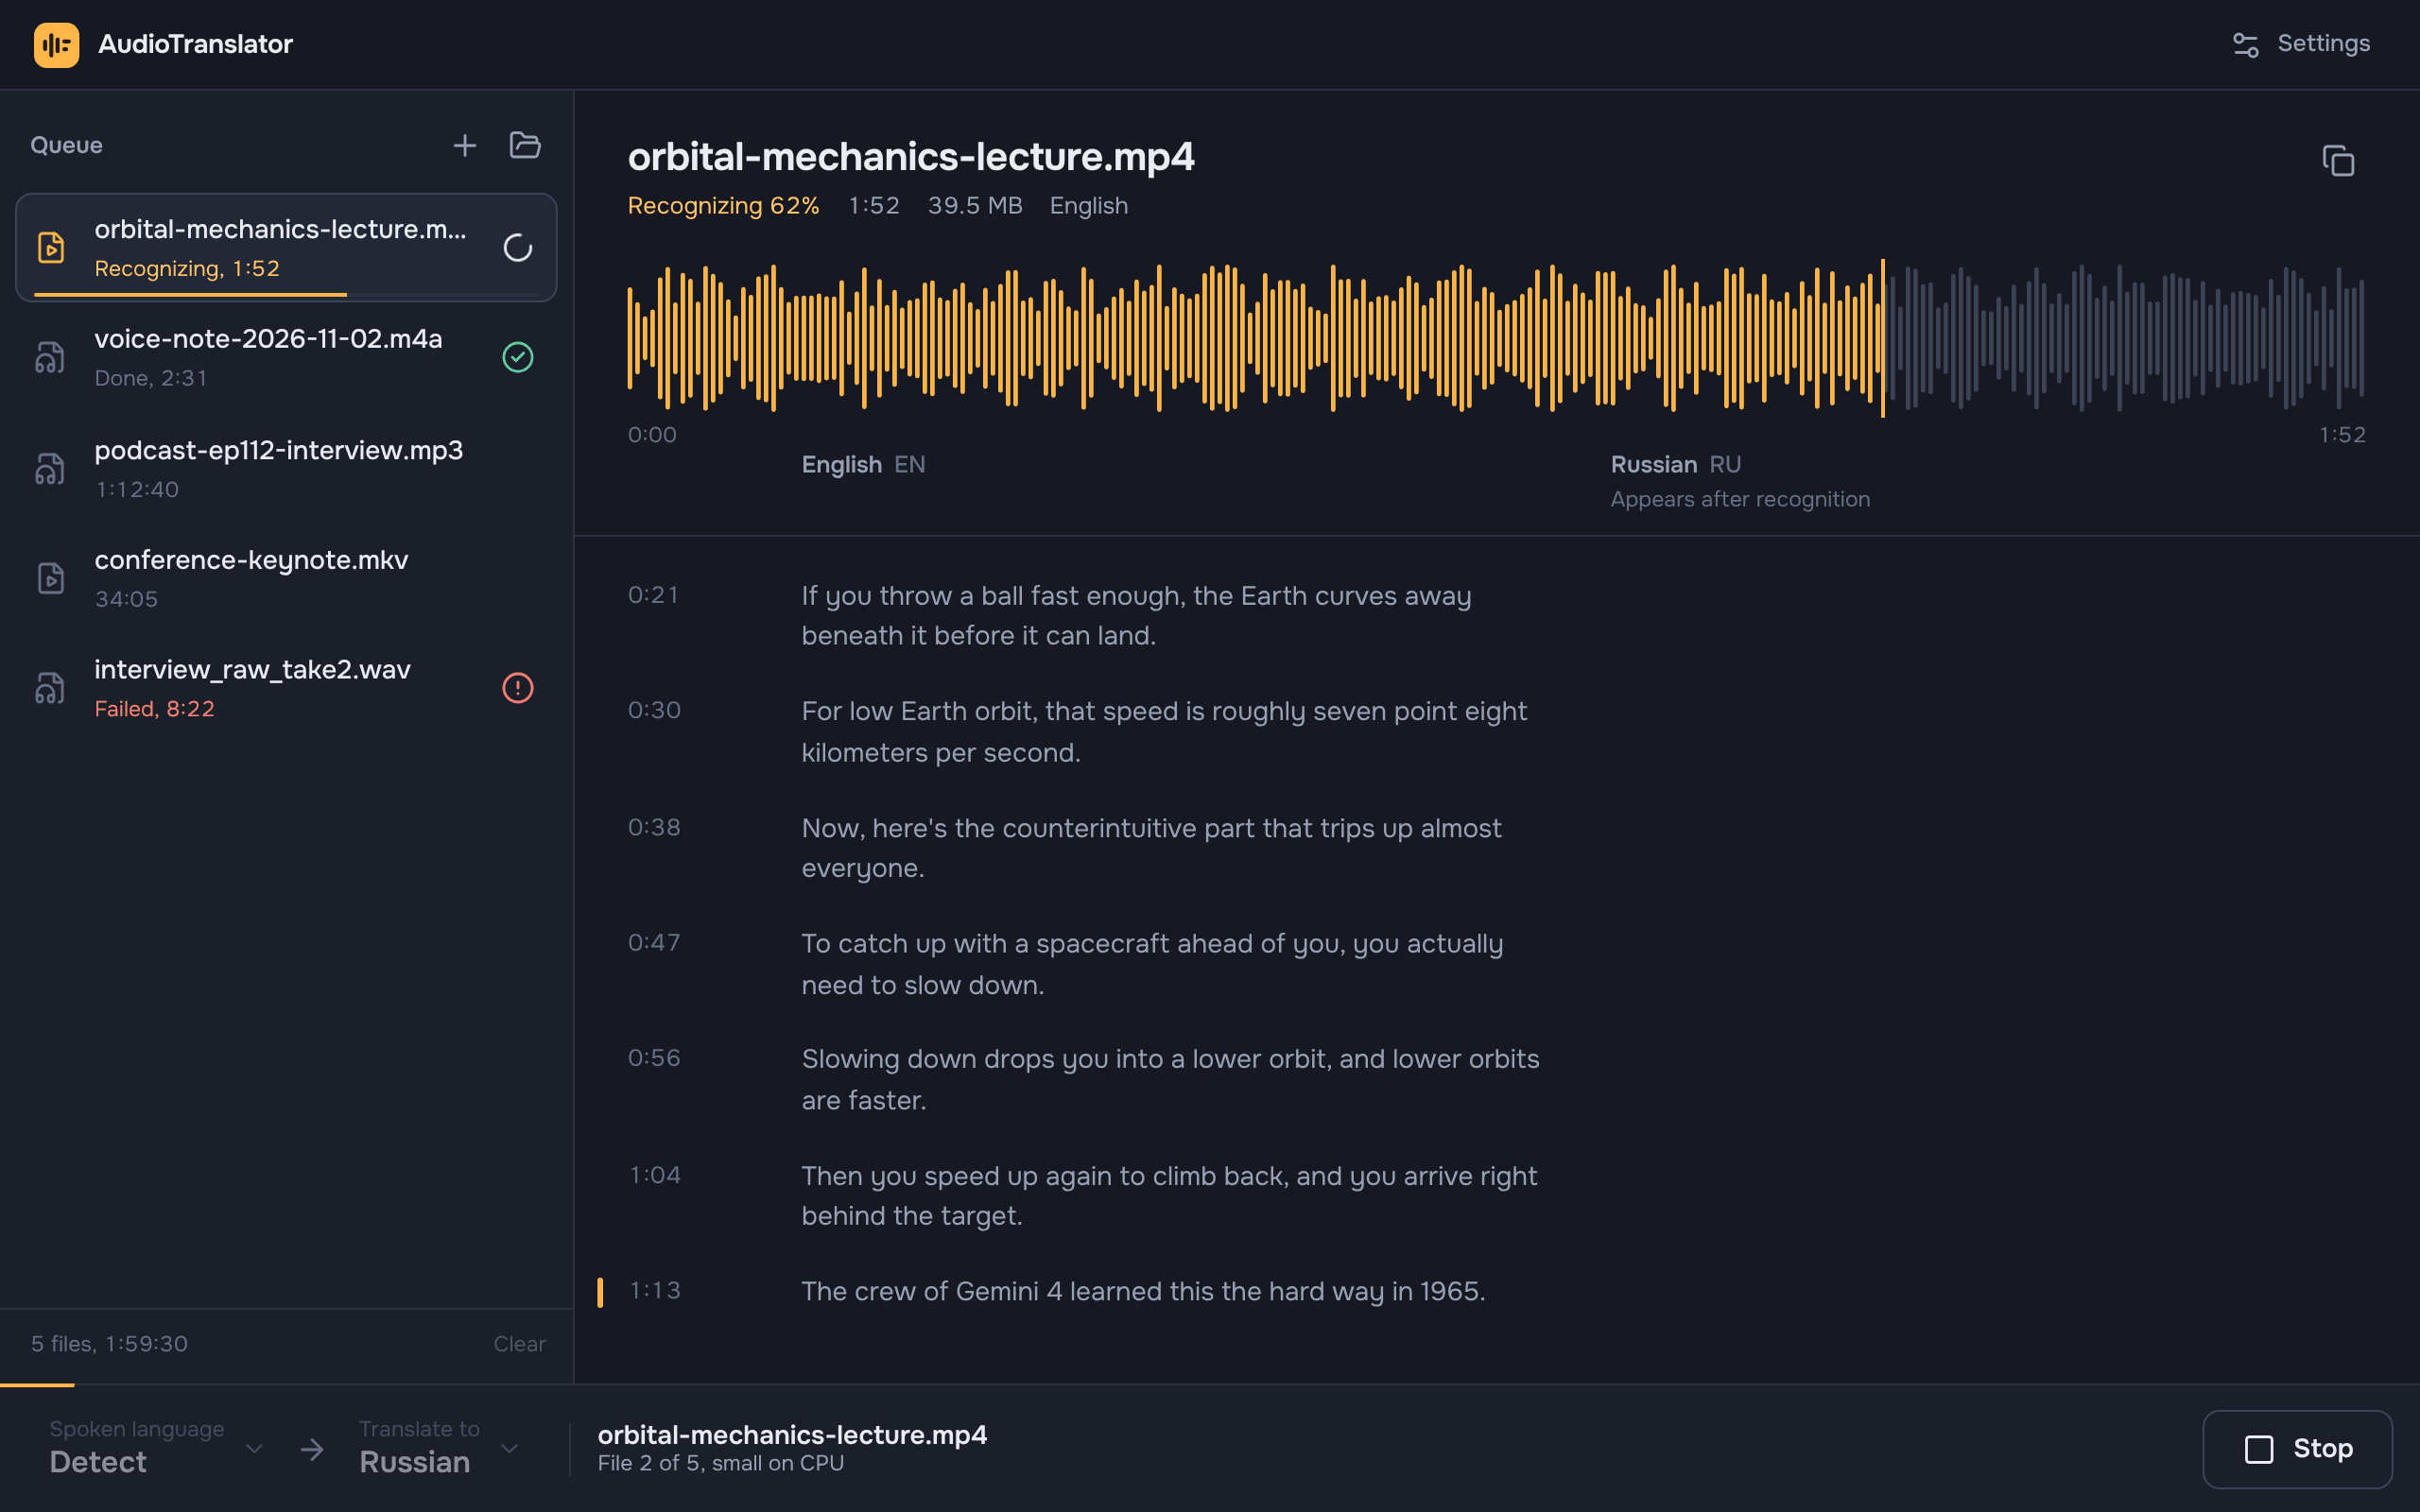 AudioTranslator
Settings
Queue
orbital-mechanics-lecture.m...
Recognizing, 1:52
voice-note-2026-11-02.m4a
Done, 2:31
podcast-ep112-interview.mp3
1:12:40
conference-keynote.mkv
34:05
interview_raw_take2.wav
Failed, 8:22
5 files, 1:59:30
Clear
orbital-mechanics-lecture.mp4
Recognizing 62% 1:52 39.5 MB English
0:00
1:52
English EN
Russian RU
Appears after recognition
0:21
If you throw a ball fast enough, the Earth curves away
beneath it before it can land.
0:30
For low Earth orbit, that speed is roughly seven point eight
kilometers per second.
0:38
Now, here's the counterintuitive part that trips up almost
everyone.
0:47
To catch up with a spacecraft ahead of you, you actually
need to slow down.
0:56
Slowing down drops you into a lower orbit, and lower orbits
are faster.
1:04
Then you speed up again to climb back, and you arrive right
behind the target.
1:13
The crew of Gemini 4 learned this the hard way in 1965.
Spoken language
Detect
Translate to
Russian
orbital-mechanics-lecture.mp4
File 2 of 5, small on CPU
Stop